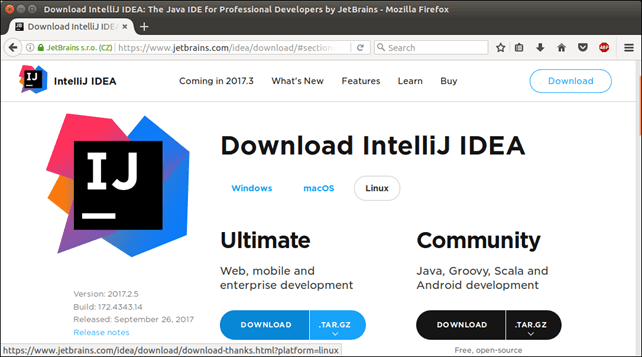 Download IntelliJ IDEA: The Java IDE for Professional Developers by JetBrains - Mozilla Firefox
Download IntelliJ IDEA: Th
JetBrains s.r.o. (CZ) https://www.jetbrains.com/idea/download/#section Search
ABP
IJ IntelliJ IDEA Coming in 2017.3 What's New Features Learn Buy Download
IJ
Download IntelliJ IDEA
Windows macOS Linux
Ultimate Community
Web, mobile and Java, Groovy, Scala and
enterprise development Android development
Version: 2017.2.5
Build: 172.4343.14
Released: September 26, 2017
Release notes
DOWNLOAD .TAR.GZ DOWNLOAD .TAR.GZ
https://www.jetbrains.com/idea/download/download-thanks.html?platform=linux
Free, open-source